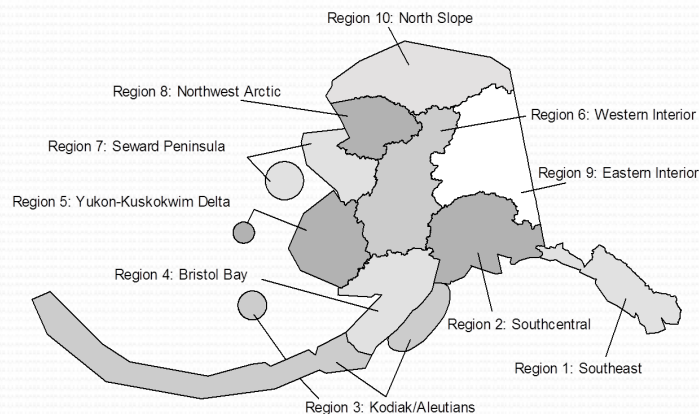 Region 10: North Slope
Region 8: Northwest Arctic
Region 6: Western Interior
Region 7: Seward Peninsula
Region 9: Eastern Interior
Region 5: Yukon-Kuskokwim Delta
Region 4: Bristol Bay
Region 2: Southcentral
Region 1: Southeast
Region 3: Kodiak/Aleutians